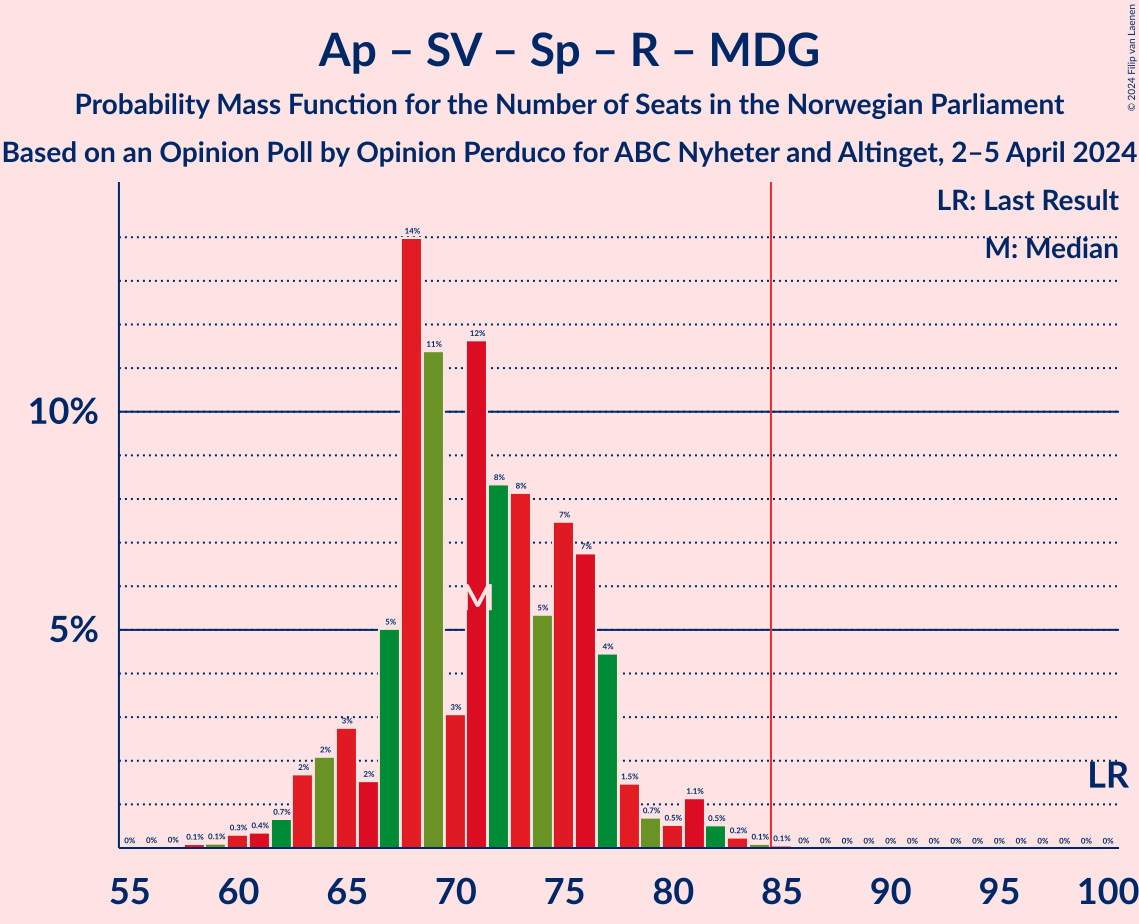 Ap – SV – Sp – R – MDG
Probability Mass Function for the Number of Seats in the Norwegian Parliament
Based on an Opinion Poll by Opinion Perduco for ABC Nyheter and Altinget, 2–5 April 2024
© 2024 Filip van Laenen
LR: Last Result
M: Median
10%
5%
0% 0% 0% 0.1% 0.1% 0.3% 0.4% 0.7% 2% 2% 3% 2% 5% 14% 11% 3% 12% 8% 8% 5% 7% 7% 4% 1.5% 0.7% 0.5% 1.1% 0.5% 0.2% 0.1% 0.1% 0% 0% 0% 0% 0% 0% 0% 0% 0% 0% 0% 0% 0% 0% 0%
M
LR
55 60 65 70 75 80 85 90 95 100